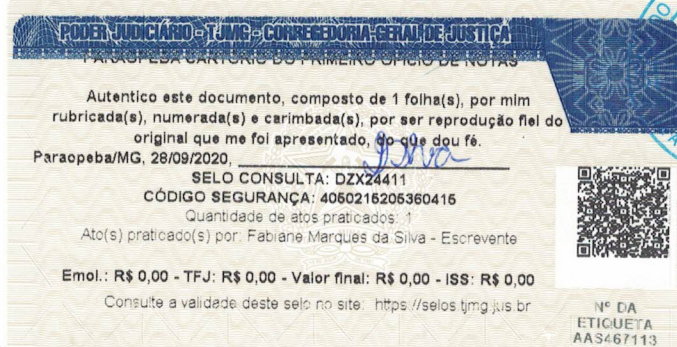 PODER JUDICIÁRIO - TJMG - CORREGEDORIA-GERAL DE JUSTIÇA
PARAOPEBA CARTÓRIO DO PRIMEIRO OFÍCIO DE NOTAS
Autentico este documento, composto de 1 folha(s), por mim
rubricada(s), numerada(s) e carimbada(s), por ser reprodução fiel do
original que me foi apresentado, do que dou fé.
Paraopeba/MG, 28/09/2020,
SELO CONSULTA: DZX24411
CÓDIGO SEGURANÇA: 4050215205360415
Quantidade de atos praticados: 1
Ato(s) praticado(s) por: Fabiane Marques da Silva - Escrevente
Emol.: R$ 0,00 - TFJ: R$ 0,00 - Valor final: R$ 0,00 - ISS: R$ 0,00
Consulte a validade deste selo no site: https://selos.tjmg.jus.br
Nº DA
ETIQUETA
AAS467113